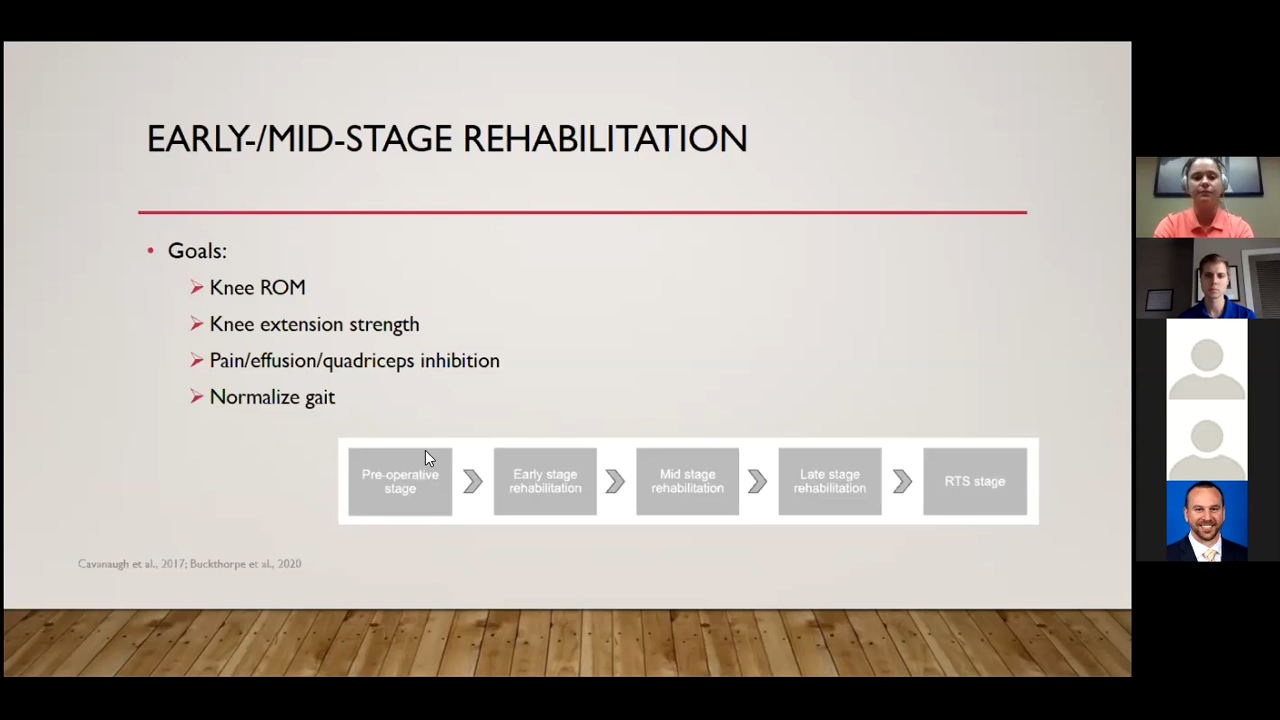 EARLY-/MID-STAGE REHABILITATION
• Goals:
Knee ROM
Knee extension strength
Pain/effusion/quadriceps inhibition
Normalize gait
Pre-operative
stage
Early stage
rehabilitation
Mid stage
rehabilitation
Late stage
rehabilitation
RTS stage
Cavanaugh et al., 2017; Buckthorpe et al., 2020